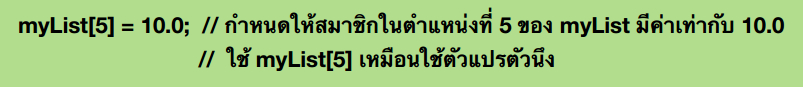 myList[5] = 10.0; // กำหนดให้สมาชิกในตำแหน่งที่ 5 ของ myList มีค่าเท่ากับ 10.0
// ใช้ myList[5] เหมือนใช้ตัวแปรตัวนึง